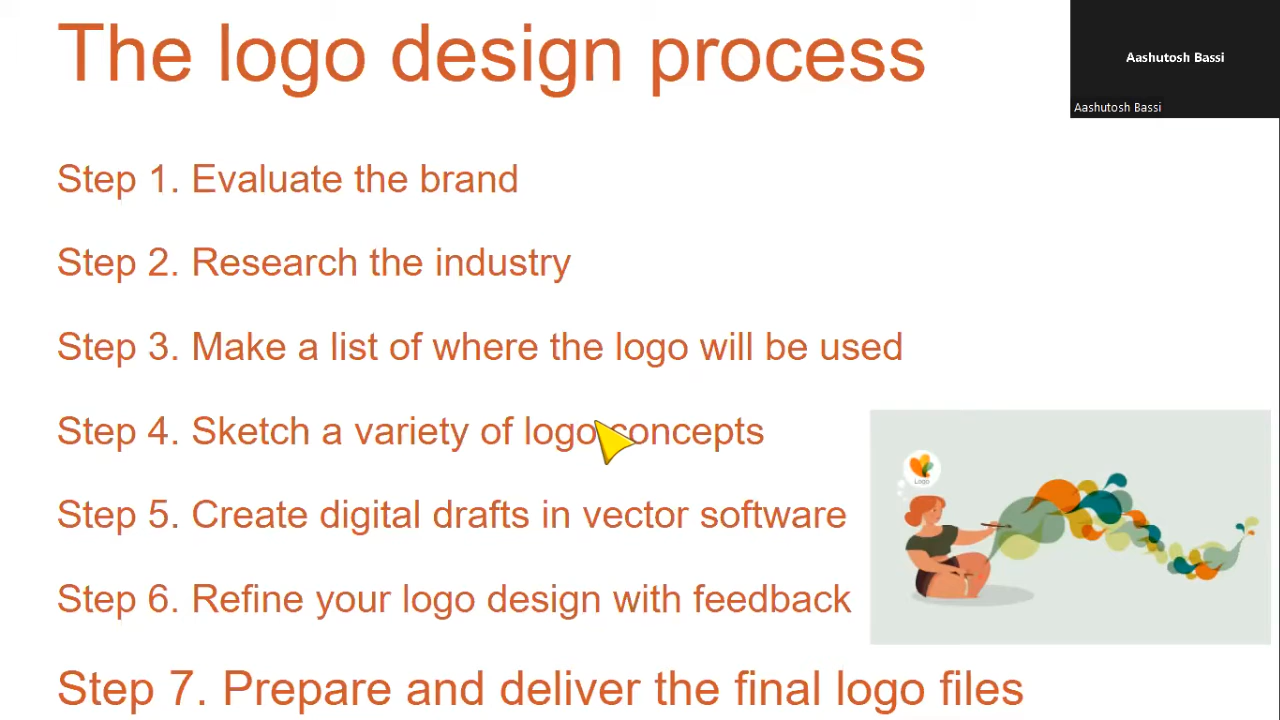 The logo design process
Aashutosh Bassi
Aashutosh Bassi
Step 1. Evaluate the brand
Step 2. Research the industry
Step 3. Make a list of where the logo will be used
Step 4. Sketch a variety of logo concepts
Logo
Step 5. Create digital drafts in vector software
Step 6. Refine your logo design with feedback
Step 7. Prepare and deliver the final logo files